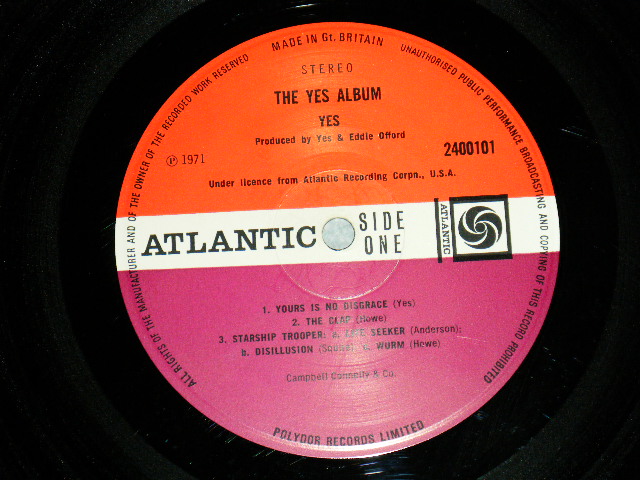 MADE IN Gt. BRITAIN
UNAUTHORISED PUBLIC PERFORMANCE BROADCASTING AND COPYING OF THIS RECORD PROHIBITED
POLYDOR RECORDS LIMITED
ALL RIGHTS OF THE MANUFACTURER AND OF THE OWNER OF THE RECORDED WORK RESERVED
STEREO
THE YES ALBUM
YES
Produced by Yes & Eddie Offord
℗ 1971
2400101
Under licence from Atlantic Recording Corpn., U.S.A.
ATLANTIC
SIDE ONE
ATLANTIC
1. YOURS IS NO DISGRACE (Yes)
2. THE CLAP (Howe)
3. STARSHIP TROOPER: a. LIFE SEEKER (Anderson);
b. DISILLUSION (Squire); c. WURM (Howe)
Campbell Connelly & Co.